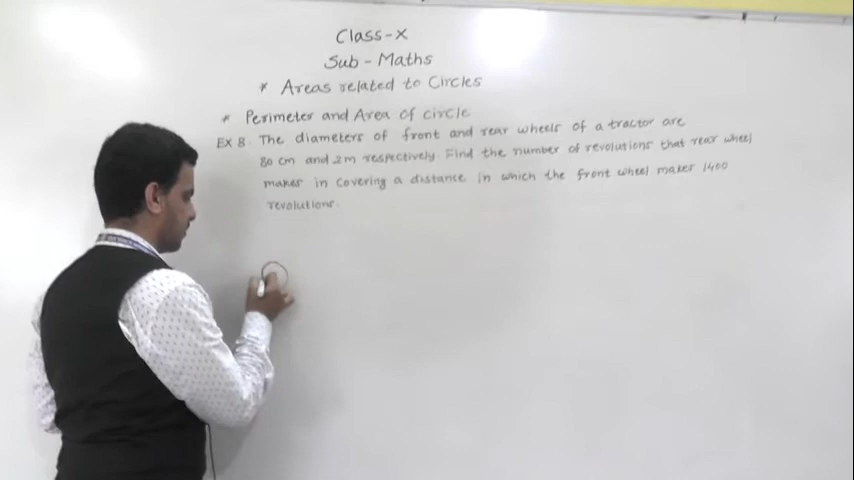 Class-X
Sub - Maths
* Areas related to Circles
* Perimeter and Area of circle
EX 8. The diameters of front and rear wheels of a tractor are
80 cm and 2m respectively. Find the number of revolutions that rear wheel
makes in covering a distance in which the front wheel makes 1400
revolutions.